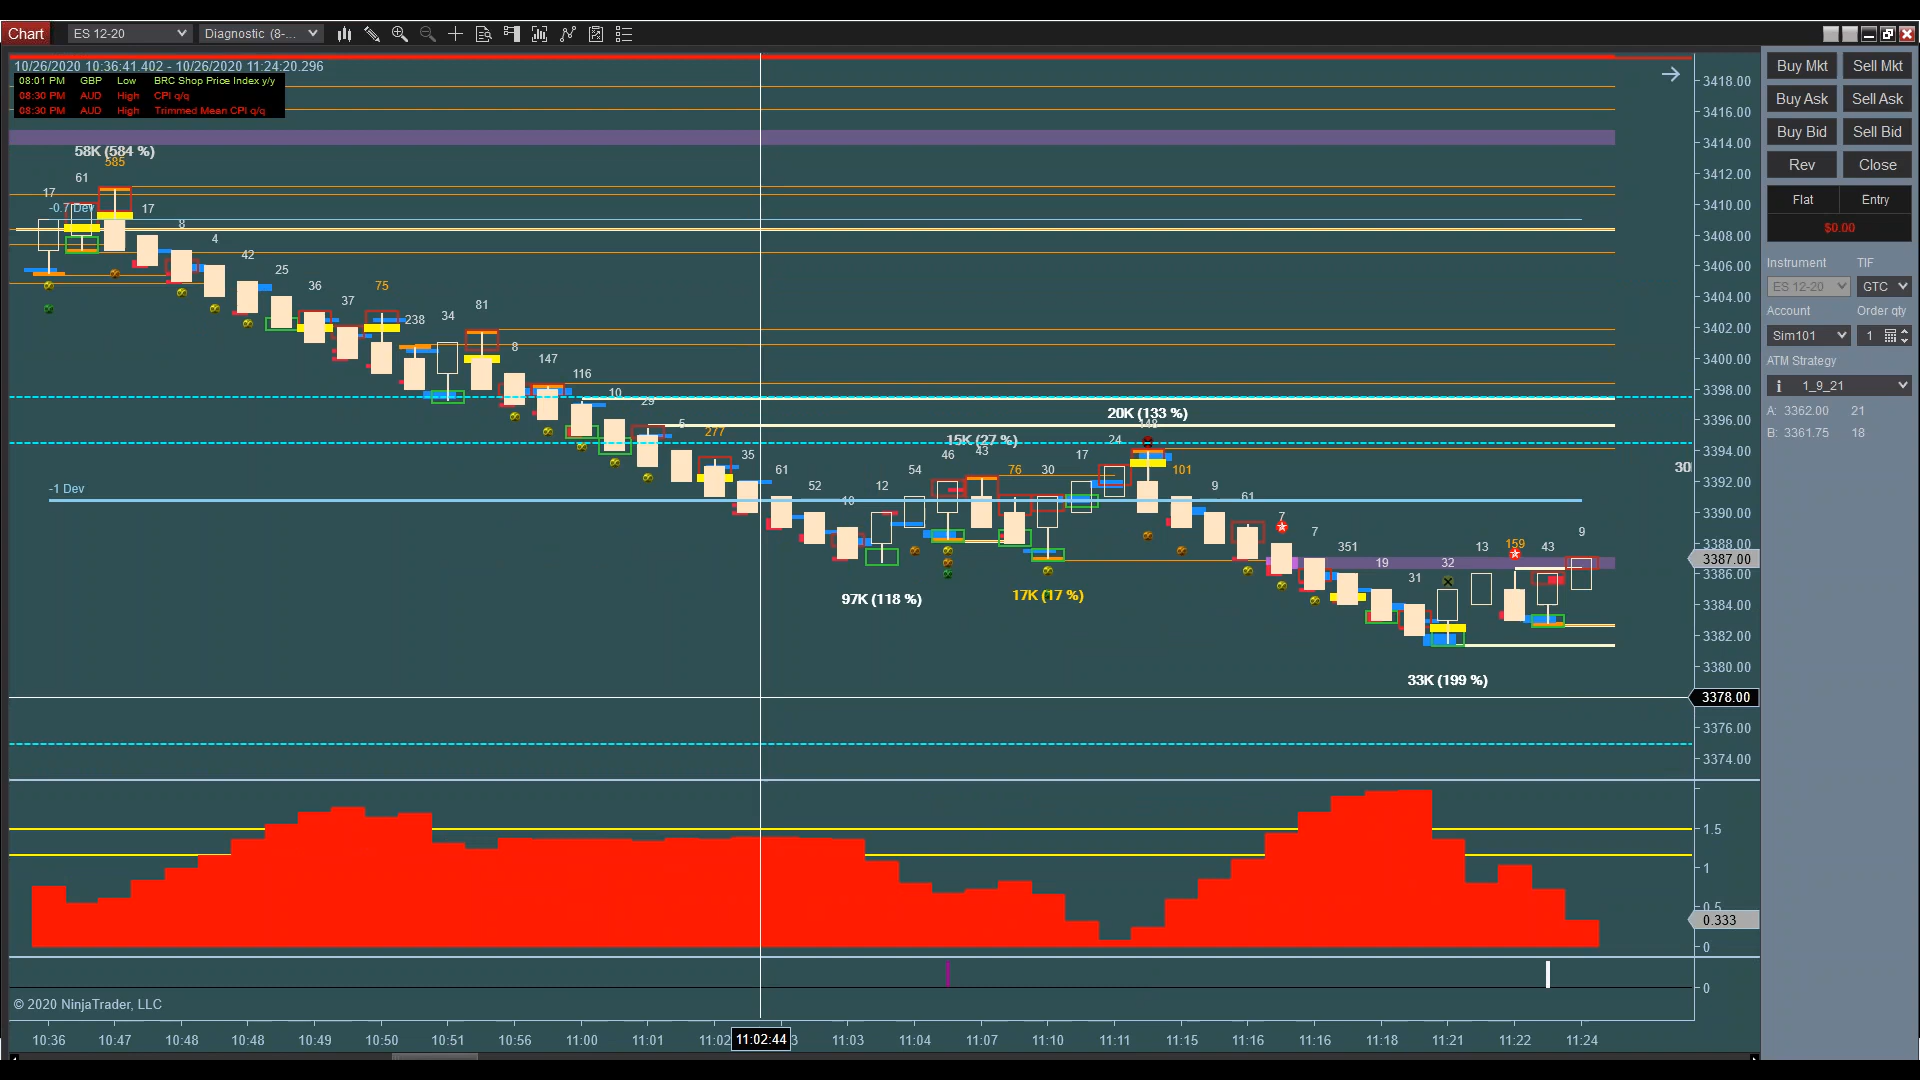 Chart
ES 12-20
Diagnostic (8-...
10/26/2020 10:36:41.402 - 10/26/2020 11:24:20.296
08:01 PM GBP Low BRC Shop Price Index y/y
08:30 PM AUD High CPI q/q
08:30 PM AUD High Trimmed Mean CPI q/q
58K (584 %)
585
17 61 17 8 4 42 25 36 37 75 238 34 81 8 147 116 10 29 5 277 35 61 52 10 12 54 46 43 76 30 17 24 148 101 9 61 7 7 351 19 31 32 13 159 43 9
-0.7 Dev
-1 Dev
20K (133 %)
15K (27 %)
97K (118 %)
17K (17 %)
33K (199 %)
30
3418.00
3416.00
3414.00
3412.00
3410.00
3408.00
3406.00
3404.00
3402.00
3400.00
3398.00
3396.00
3394.00
3392.00
3390.00
3388.00
3387.00
3386.00
3384.00
3382.00
3380.00
3378.00
3376.00
3374.00
1.5
1
0.5
0.333
0
0
© 2020 NinjaTrader, LLC
10:36 10:47 10:48 10:48 10:49 10:50 10:51 10:56 11:00 11:01 11:02 11:02:44 3 11:03 11:04 11:07 11:10 11:11 11:15 11:16 11:16 11:18 11:21 11:22 11:24
Buy Mkt Sell Mkt
Buy Ask Sell Ask
Buy Bid Sell Bid
Rev Close
Flat Entry
$0.00
Instrument TIF
ES 12-20 GTC
Account Order qty
Sim101 1
ATM Strategy
i 1_9_21
A: 3362.00 21
B: 3361.75 18